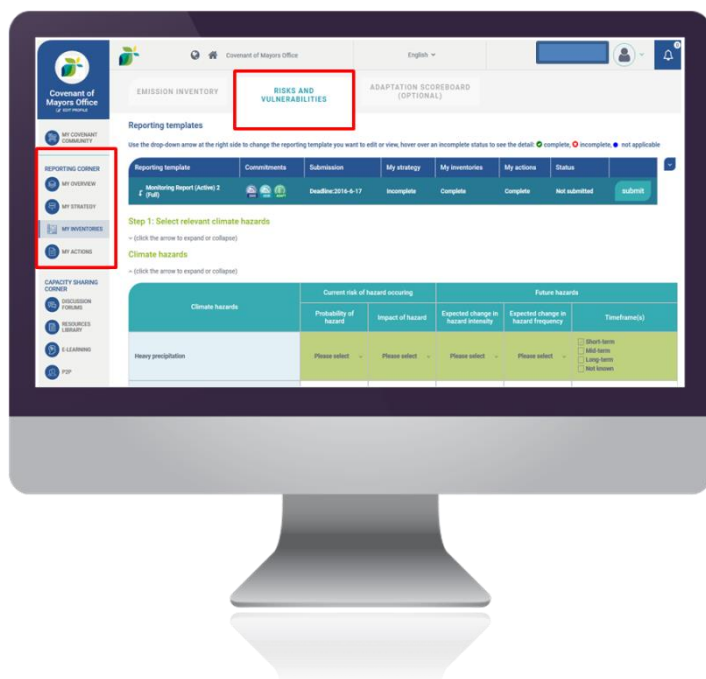 Covenant of
Mayors Office
EDIT PROFILE
Covenant of Mayors Office
English
0
EMISSION INVENTORY
RISKS AND
VULNERABILITIES
ADAPTATION SCOREBOARD
(OPTIONAL)
MY COVENANT
COMMUNITY
REPORTING CORNER
MY OVERVIEW
MY STRATEGY
MY INVENTORIES
MY ACTIONS
CAPACITY SHARING
CORNER
DISCUSSION
FORUMS
RESOURCES
LIBRARY
E-LEARNING
P2P
Reporting templates
Use the drop-down arrow at the right side to change the reporting template you want to edit or view, hover over an incomplete status to see the detail: complete, incomplete, not applicable
Reporting template Commitments Submission My strategy My inventories My actions Status
Monitoring Report (Active) 2
(Full)
Deadline:2016-6-17 Incomplete Complete Complete Not submitted submit
Step 1: Select relevant climate hazards
(click the arrow to expand or collapse)
Climate hazards
(click the arrow to expand or collapse)
Climate hazards
Current risk of hazard occuring
Future hazards
Probability of
hazard
Impact of hazard
Expected change in
hazard intensity
Expected change in
hazard frequency
Timeframe(s)
Heavy precipitation
Please select
Please select
Please select
Please select
Short-term
Mid-term
Long-term
Not known